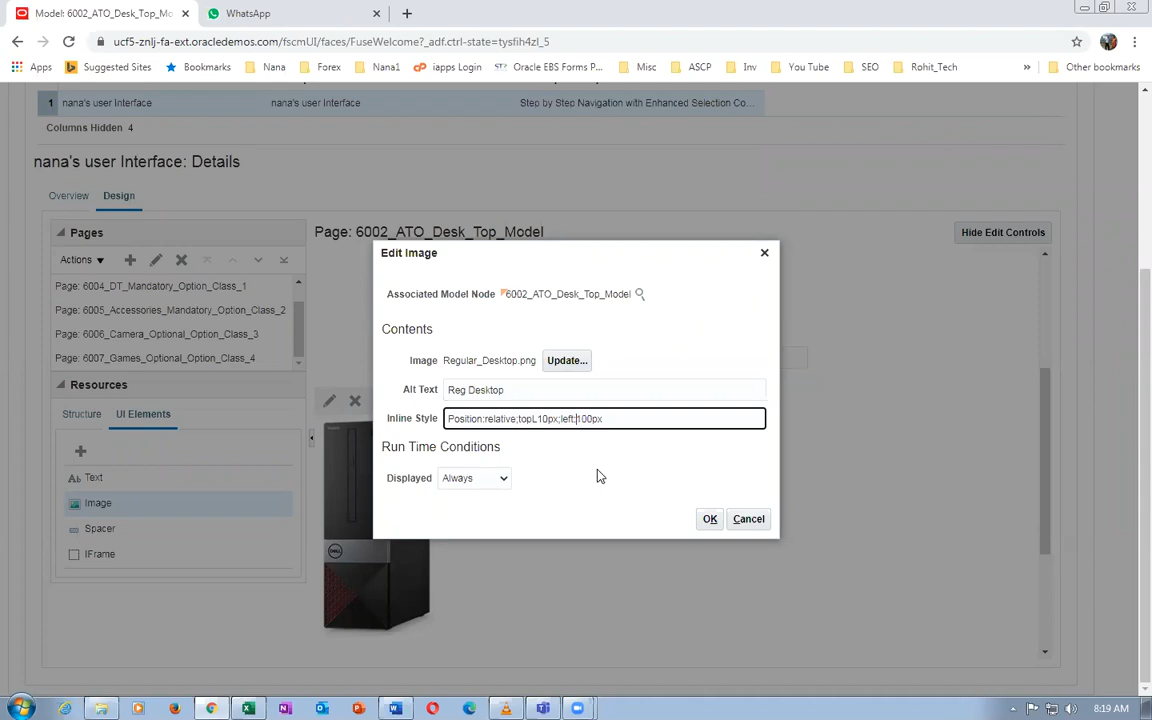 Model: 6002_ATO_Desk_Top_Mo
WhatsApp
ucf5-znlj-fa-ext.oracledemos.com/fscmUI/faces/FuseWelcome?_adf.ctrl-state=tysfih4zl_5
Apps Suggested Sites Bookmarks Nana Forex Nana1 iapps Login Oracle EBS Forms P... Misc ASCP Inv You Tube SEO Rohit_Tech » Other bookmarks
1 nana's user Interface nana's user Interface Step by Step Navigation with Enhanced Selection Co...
Columns Hidden 4
nana's user Interface: Details
Overview Design
Pages
Page: 6002_ATO_Desk_Top_Model
Hide Edit Controls
Actions
Page: 6004_DT_Mandatory_Option_Class_1
Page: 6005_Accessories_Mandatory_Option_Class_2
Page: 6006_Camera_Optional_Option_Class_3
Page: 6007_Games_Optional_Option_Class_4
Resources
Structure UI Elements
Text
Image
Spacer
IFrame
Edit Image
Associated Model Node 6002_ATO_Desk_Top_Model
Contents
Image Regular_Desktop.png Update...
Alt Text Reg Desktop
Inline Style Position:relative;topL10px;left:100px
Run Time Conditions
Displayed Always
OK Cancel
DELL
8:19 AM